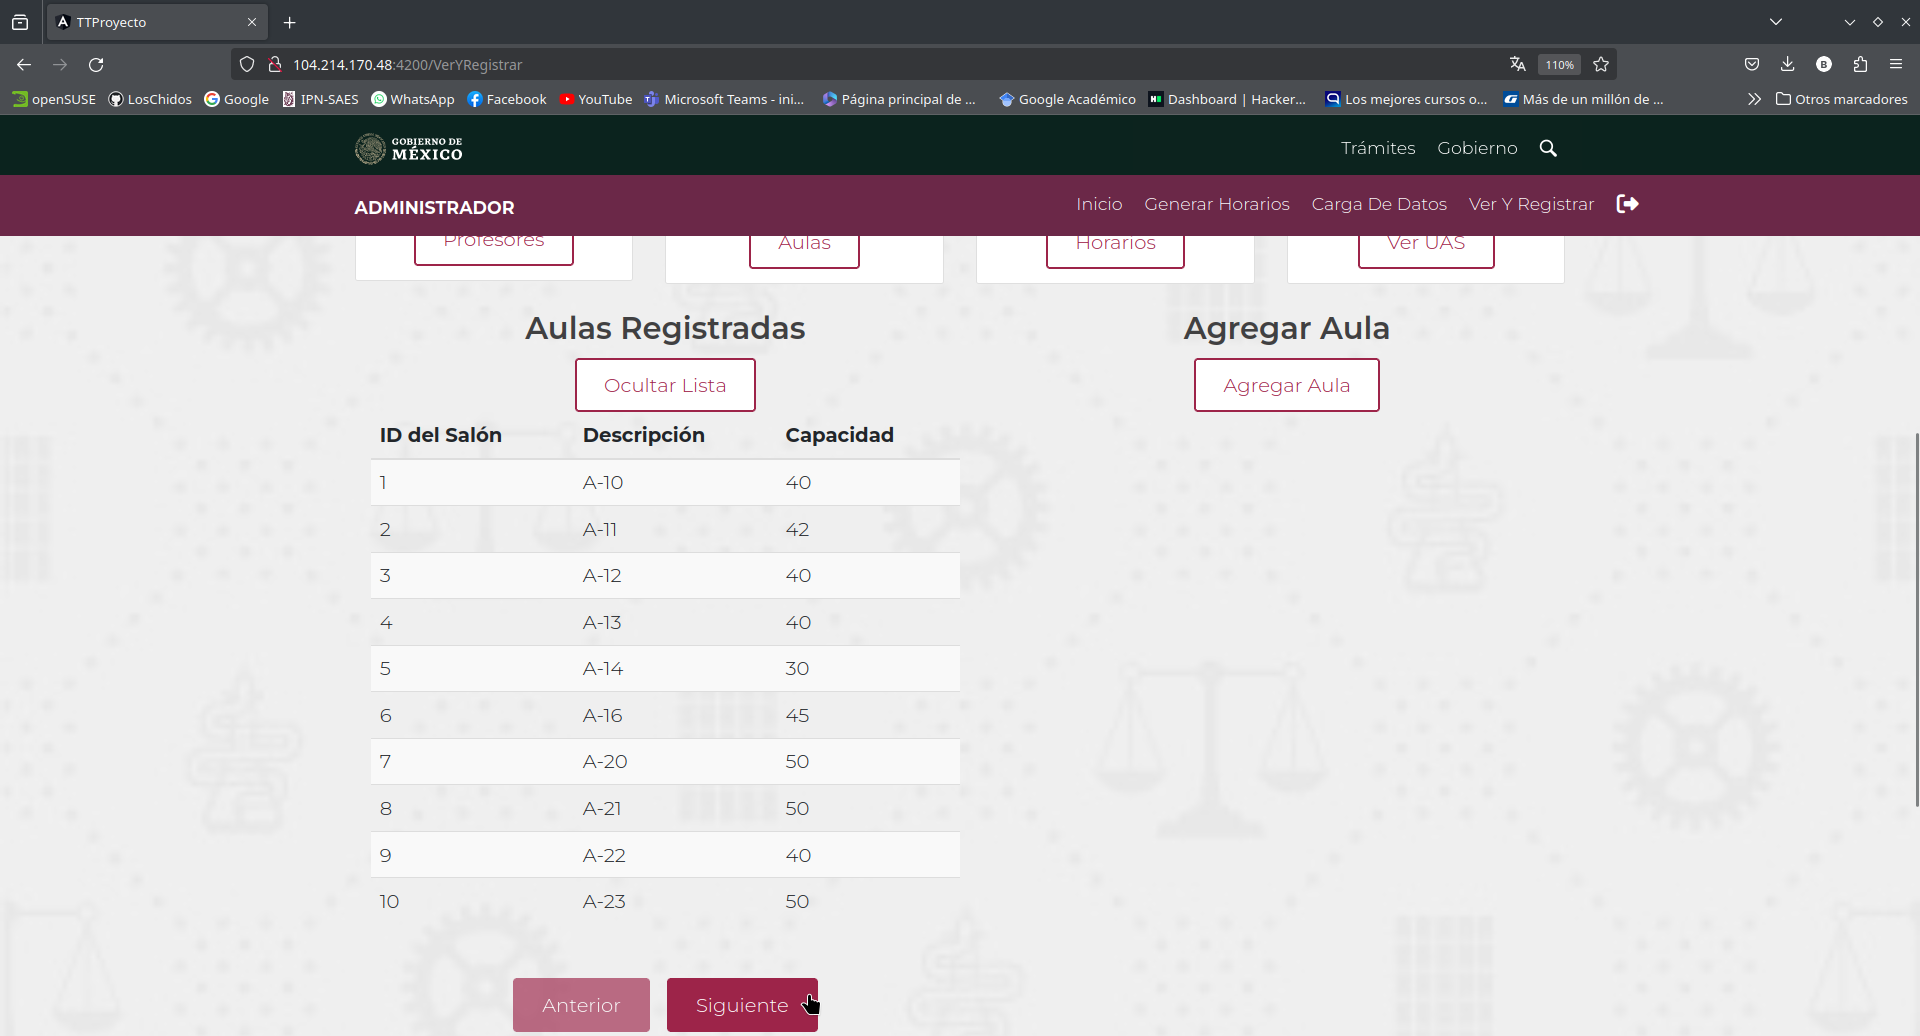 TTProyecto
104.214.170.48:4200/VerYRegistrar
110%
B
openSUSE LosChidos Google IPN-SAES WhatsApp Facebook YouTube Microsoft Teams - ini... Página principal de ... Google Académico Dashboard | Hacker... Los mejores cursos o... Más de un millón de ... Otros marcadores
GOBIERNO DE
MÉXICO
Trámites Gobierno
ADMINISTRADOR Inicio Generar Horarios Carga De Datos Ver Y Registrar
Profesores Aulas Horarios Ver UAS
Aulas Registradas Agregar Aula
Ocultar Lista Agregar Aula
ID del Salón Descripción Capacidad
1 A-10 40
2 A-11 42
3 A-12 40
4 A-13 40
5 A-14 30
6 A-16 45
7 A-20 50
8 A-21 50
9 A-22 40
10 A-23 50
Anterior Siguiente